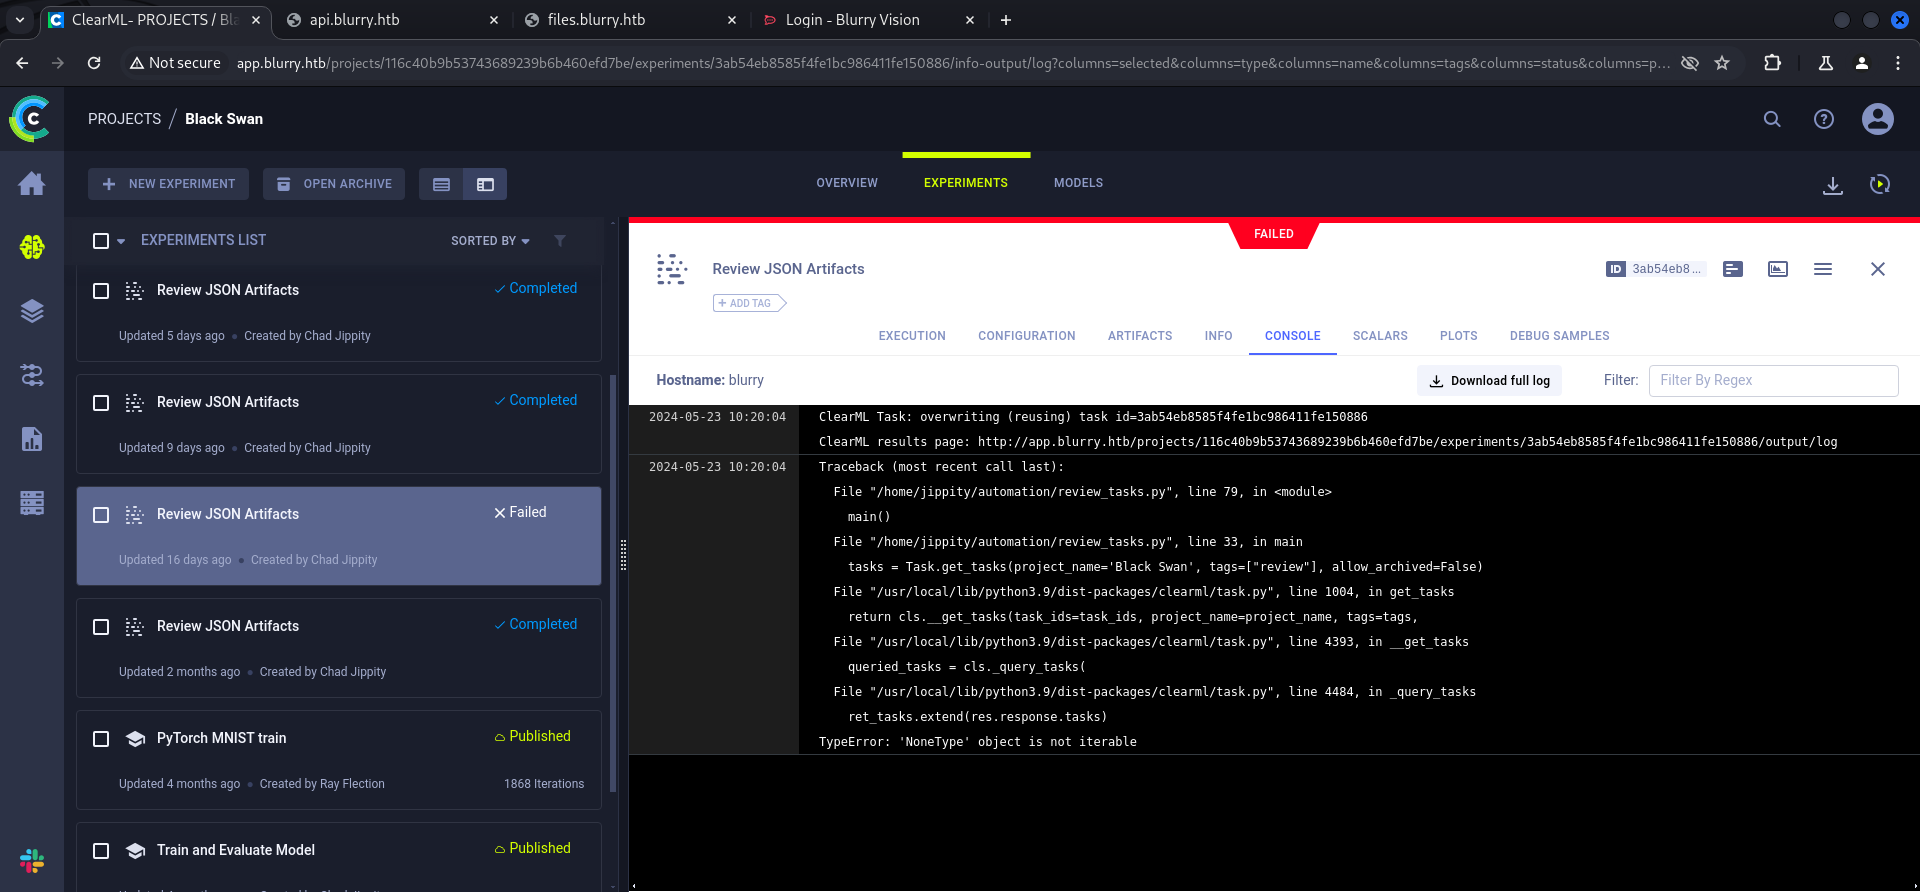 ClearML- PROJECTS / Bla
api.blurry.htb
files.blurry.htb
Login - Blurry Vision
Not secure
app.blurry.htb/projects/116c40b9b53743689239b6b460efd7be/experiments/3ab54eb8585f4fe1bc986411fe150886/info-output/log?columns=selected&columns=type&columns=name&columns=tags&columns=status&columns=p...
PROJECTS / Black Swan
NEW EXPERIMENT
OPEN ARCHIVE
OVERVIEW
EXPERIMENTS
MODELS
EXPERIMENTS LIST
SORTED BY
Review JSON Artifacts
Completed
Updated 5 days ago
Created by Chad Jippity
Review JSON Artifacts
Completed
Updated 9 days ago
Created by Chad Jippity
Review JSON Artifacts
Failed
Updated 16 days ago
Created by Chad Jippity
Review JSON Artifacts
Completed
Updated 2 months ago
Created by Chad Jippity
PyTorch MNIST train
Published
Updated 4 months ago
Created by Ray Flection
1868 Iterations
Train and Evaluate Model
Published
FAILED
Review JSON Artifacts
ID 3ab54eb8...
+ ADD TAG
EXECUTION
CONFIGURATION
ARTIFACTS
INFO
CONSOLE
SCALARS
PLOTS
DEBUG SAMPLES
Hostname: blurry
Download full log
Filter:
Filter By Regex
2024-05-23 10:20:04
ClearML Task: overwriting (reusing) task id=3ab54eb8585f4fe1bc986411fe150886
ClearML results page: http://app.blurry.htb/projects/116c40b9b53743689239b6b460efd7be/experiments/3ab54eb8585f4fe1bc986411fe150886/output/log
2024-05-23 10:20:04
Traceback (most recent call last):
File "/home/jippity/automation/review_tasks.py", line 79, in <module>
main()
File "/home/jippity/automation/review_tasks.py", line 33, in main
tasks = Task.get_tasks(project_name='Black Swan', tags=["review"], allow_archived=False)
File "/usr/local/lib/python3.9/dist-packages/clearml/task.py", line 1004, in get_tasks
return cls.__get_tasks(task_ids=task_ids, project_name=project_name, tags=tags,
File "/usr/local/lib/python3.9/dist-packages/clearml/task.py", line 4393, in __get_tasks
queried_tasks = cls._query_tasks(
File "/usr/local/lib/python3.9/dist-packages/clearml/task.py", line 4484, in _query_tasks
ret_tasks.extend(res.response.tasks)
TypeError: 'NoneType' object is not iterable